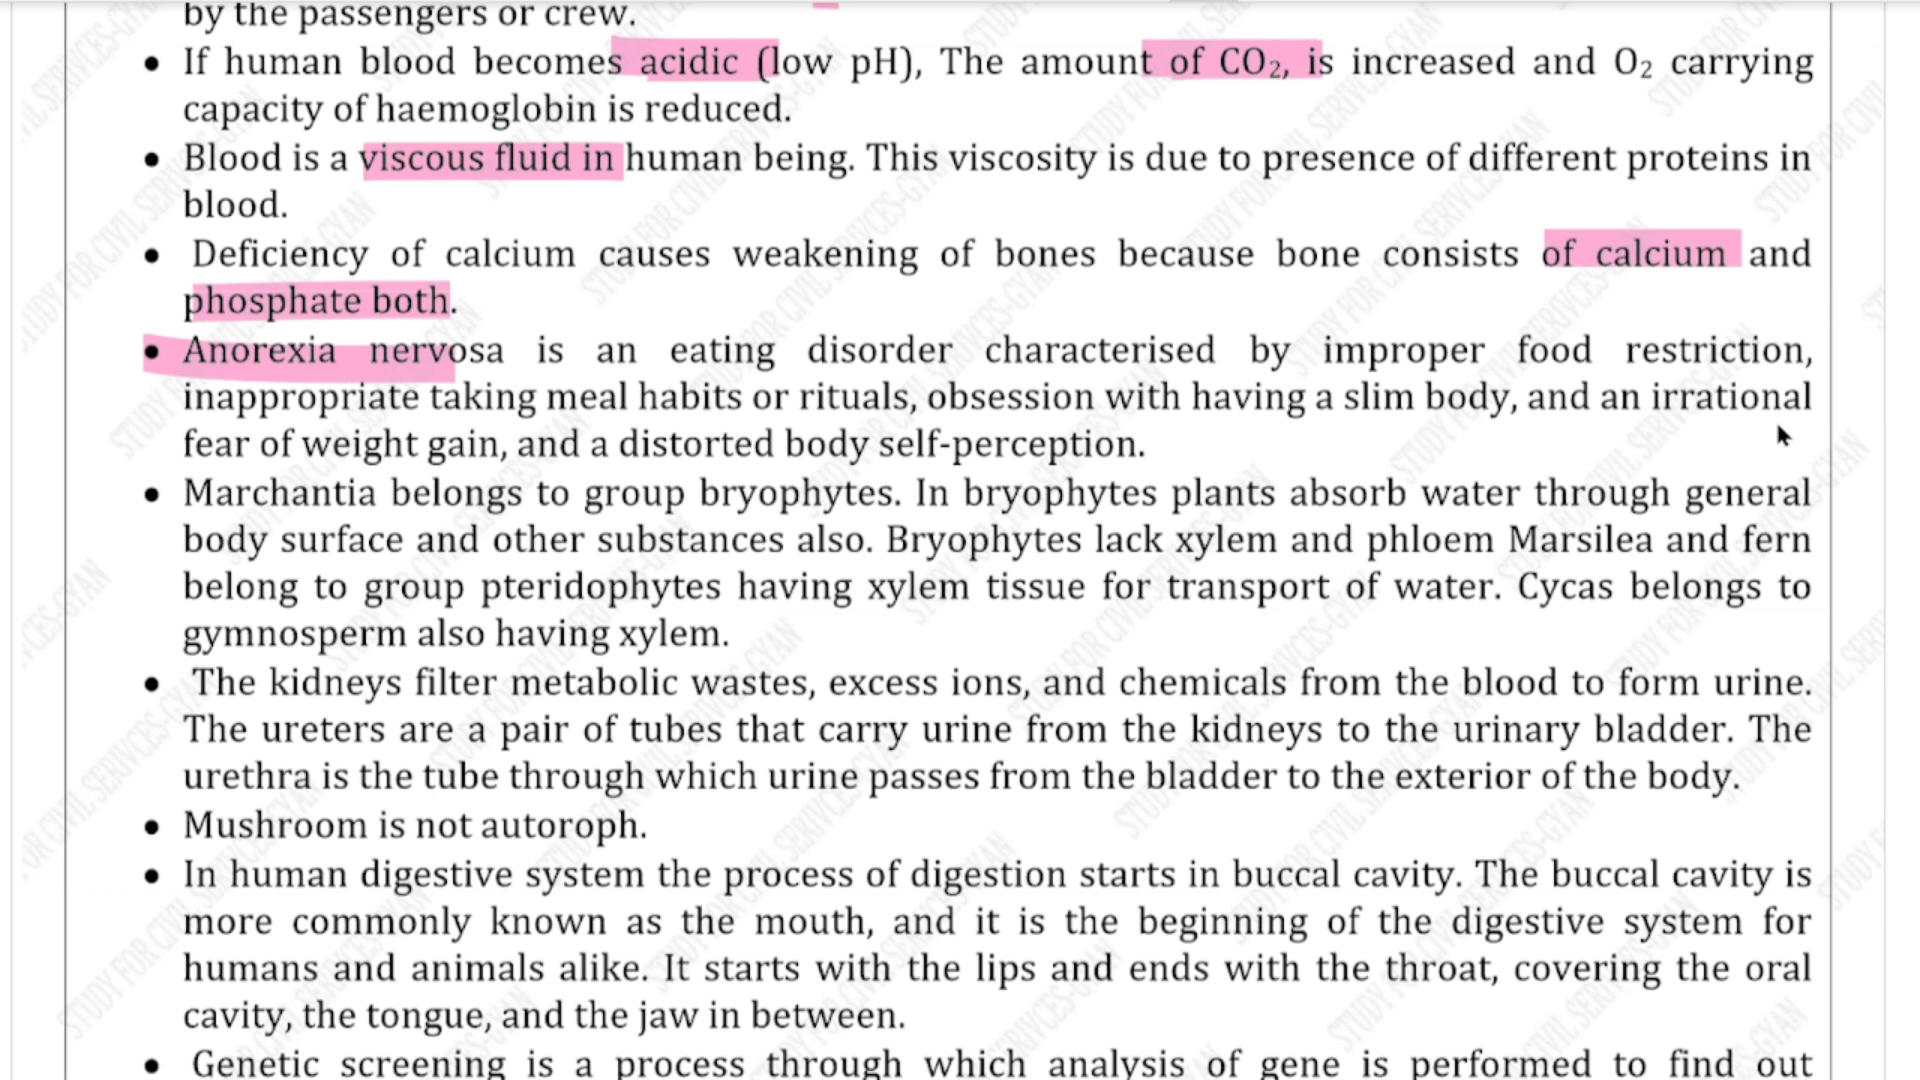 by the passengers or crew.
• If human blood becomes acidic (low pH), The amount of CO₂, is increased and O₂ carrying
capacity of haemoglobin is reduced.
• Blood is a viscous fluid in human being. This viscosity is due to presence of different proteins in
blood.
• Deficiency of calcium causes weakening of bones because bone consists of calcium and
phosphate both.
• Anorexia nervosa is an eating disorder characterised by improper food restriction,
inappropriate taking meal habits or rituals, obsession with having a slim body, and an irrational
fear of weight gain, and a distorted body self-perception.
• Marchantia belongs to group bryophytes. In bryophytes plants absorb water through general
body surface and other substances also. Bryophytes lack xylem and phloem Marsilea and fern
belong to group pteridophytes having xylem tissue for transport of water. Cycas belongs to
gymnosperm also having xylem.
• The kidneys filter metabolic wastes, excess ions, and chemicals from the blood to form urine.
The ureters are a pair of tubes that carry urine from the kidneys to the urinary bladder. The
urethra is the tube through which urine passes from the bladder to the exterior of the body.
• Mushroom is not autoroph.
• In human digestive system the process of digestion starts in buccal cavity. The buccal cavity is
more commonly known as the mouth, and it is the beginning of the digestive system for
humans and animals alike. It starts with the lips and ends with the throat, covering the oral
cavity, the tongue, and the jaw in between.
• Genetic screening is a process through which analysis of gene is performed to find out